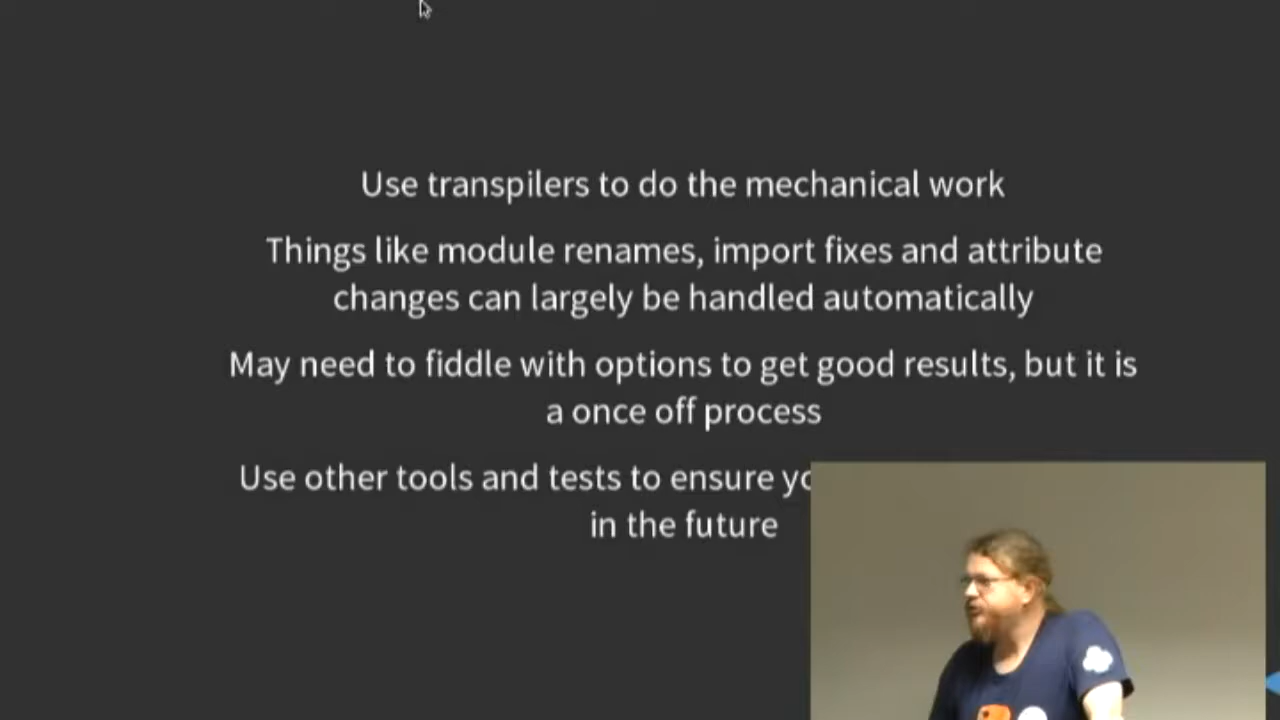 Use transpilers to do the mechanical work
Things like module renames, import fixes and attribute
changes can largely be handled automatically
May need to fiddle with options to get good results, but it is
a once off process
Use other tools and tests to ensure
in the future